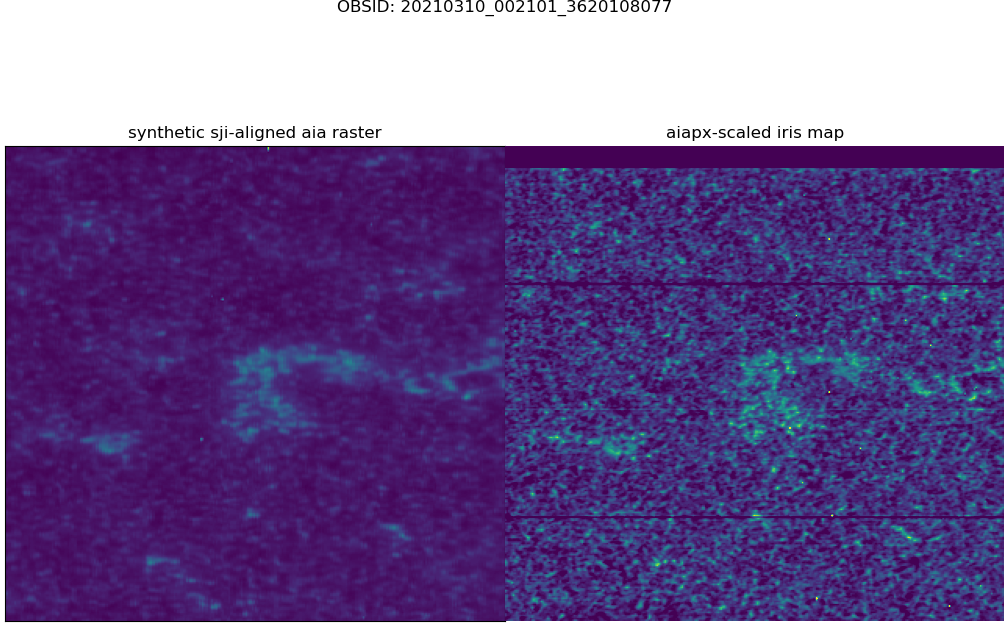 OBSID: 20210310_002101_3620108077
synthetic sji-aligned aia raster
aiapx-scaled iris map